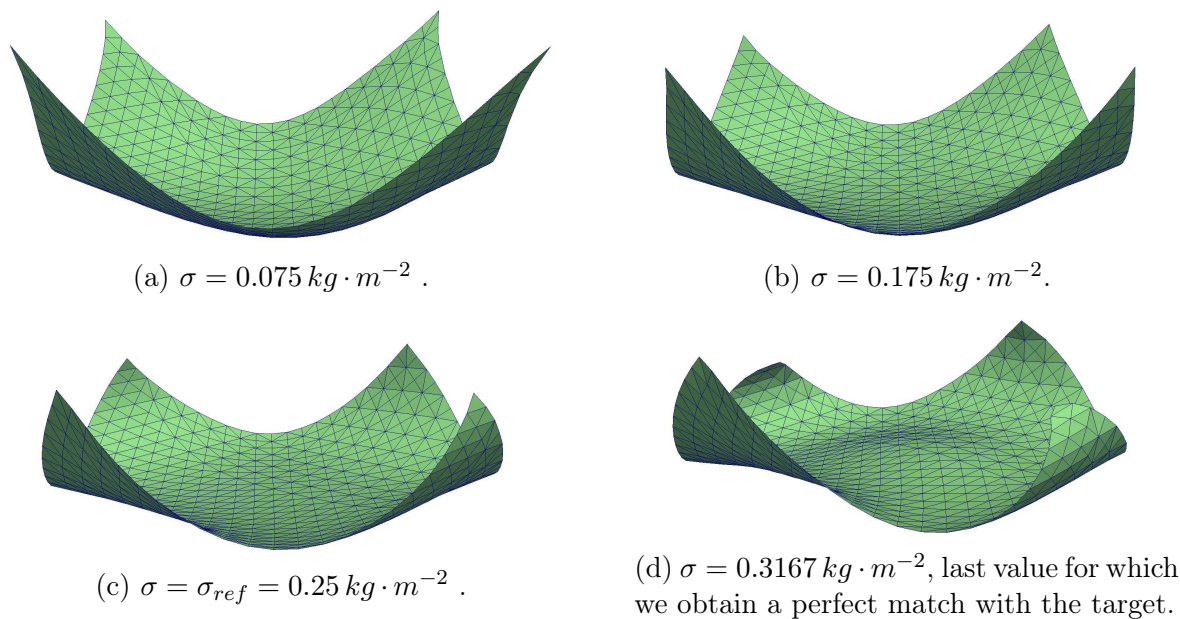 (a) σ = 0.075 kg · m⁻² .
(b) σ = 0.175 kg · m⁻².
(c) σ = σ_ref = 0.25 kg · m⁻² .
(d) σ = 0.3167 kg · m⁻², last value for which
we obtain a perfect match with the target.